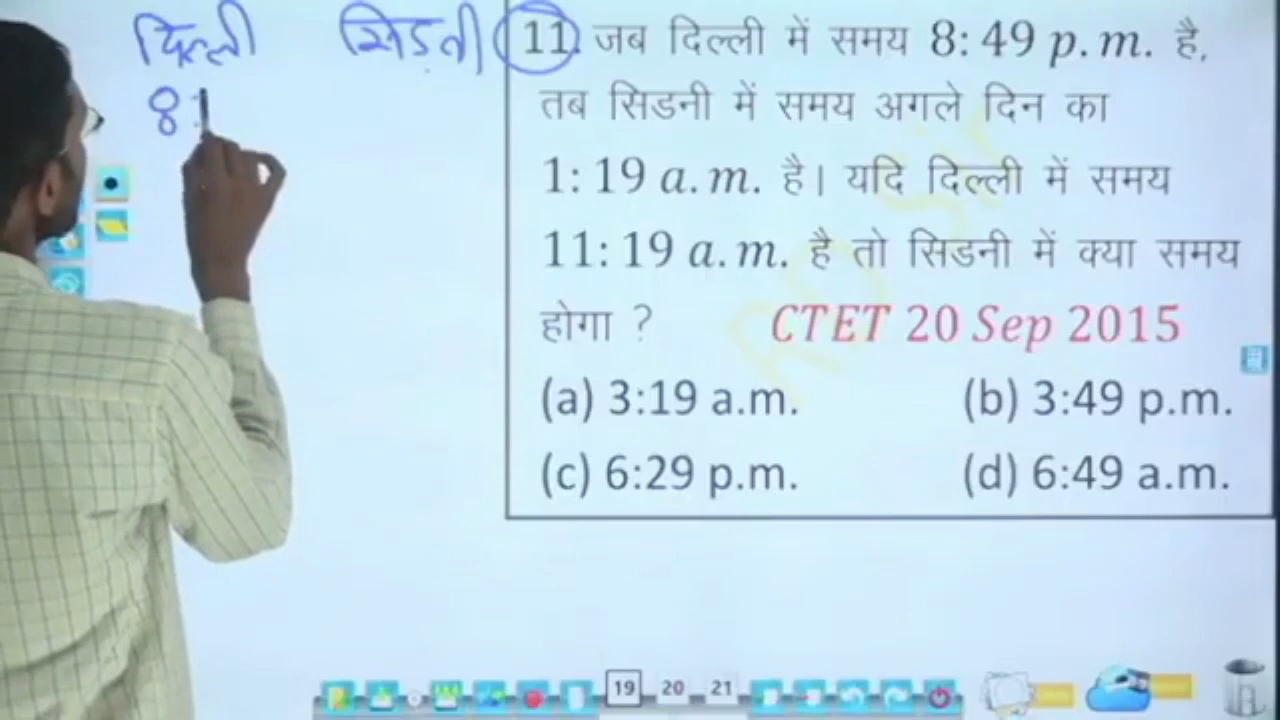 दिल्ली सिडनी
8:
11. जब दिल्ली में समय 8: 49 p. m. है,
तब सिडनी में समय अगले दिन का
1: 19 a. m. है। यदि दिल्ली में समय
11: 19 a. m. है तो सिडनी में क्या समय
होगा ? CTET 20 Sep 2015
(a) 3:19 a.m. (b) 3:49 p.m.
(c) 6:29 p.m. (d) 6:49 a.m.
19 20 21